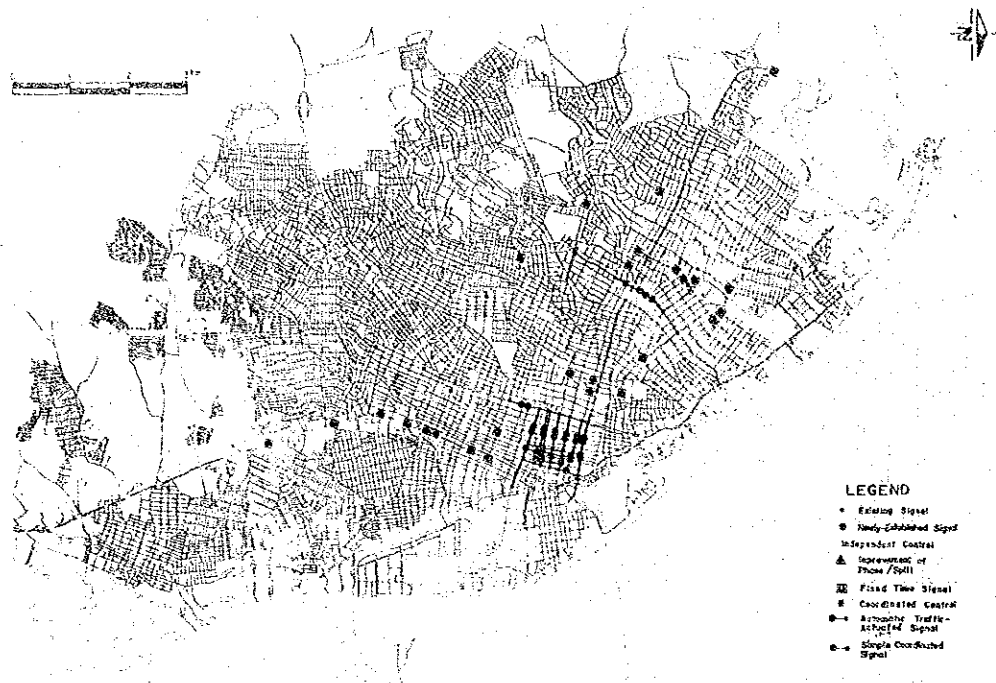 LEGEND
Existing Signal
Newly-Established Signal
Independent Control
Improvement of
Phase / Split
Fixed Time Signal
Coordinated Control
Automatic Traffic-
Actuated Signal
Simple Coordinated
Signal